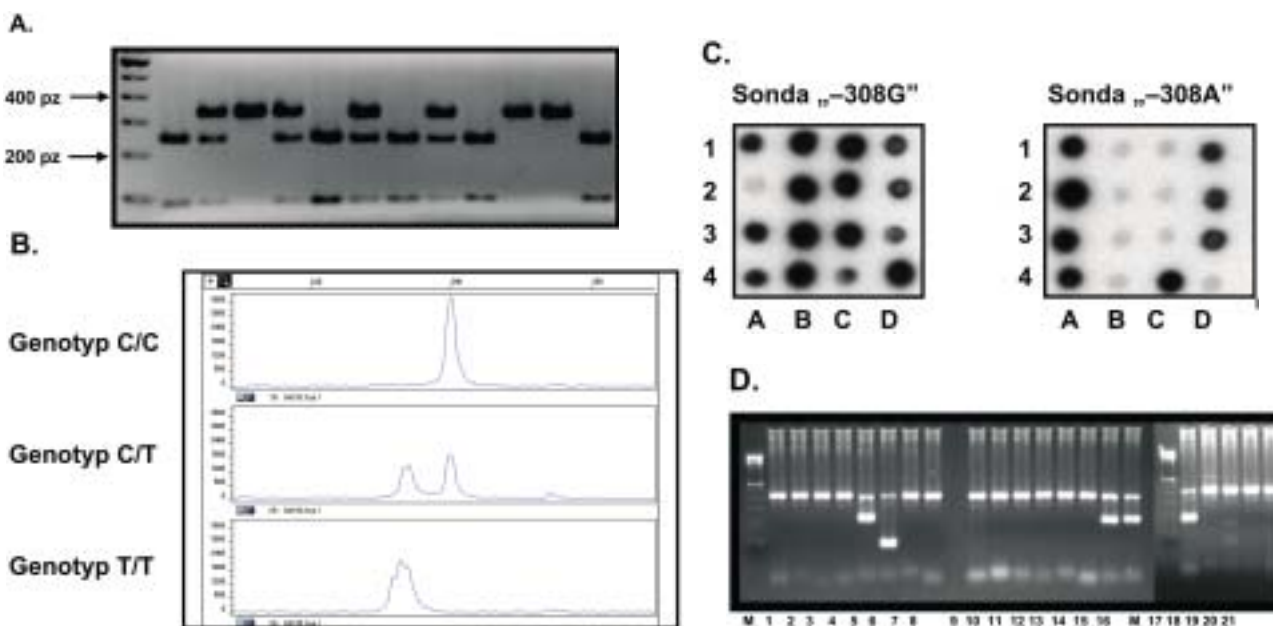 A.
400 pz
200 pz
B.
Genotyp C/C
Genotyp C/T
Genotyp T/T
C.
Sonda „–308G”
Sonda „–308A”
1
2
3
4
A B C D
1
2
3
4
A B C D
D.
M 1 2 3 4 5 6 7 8 9 10 11 12 13 14 15 16 M 17 18 19 20 21